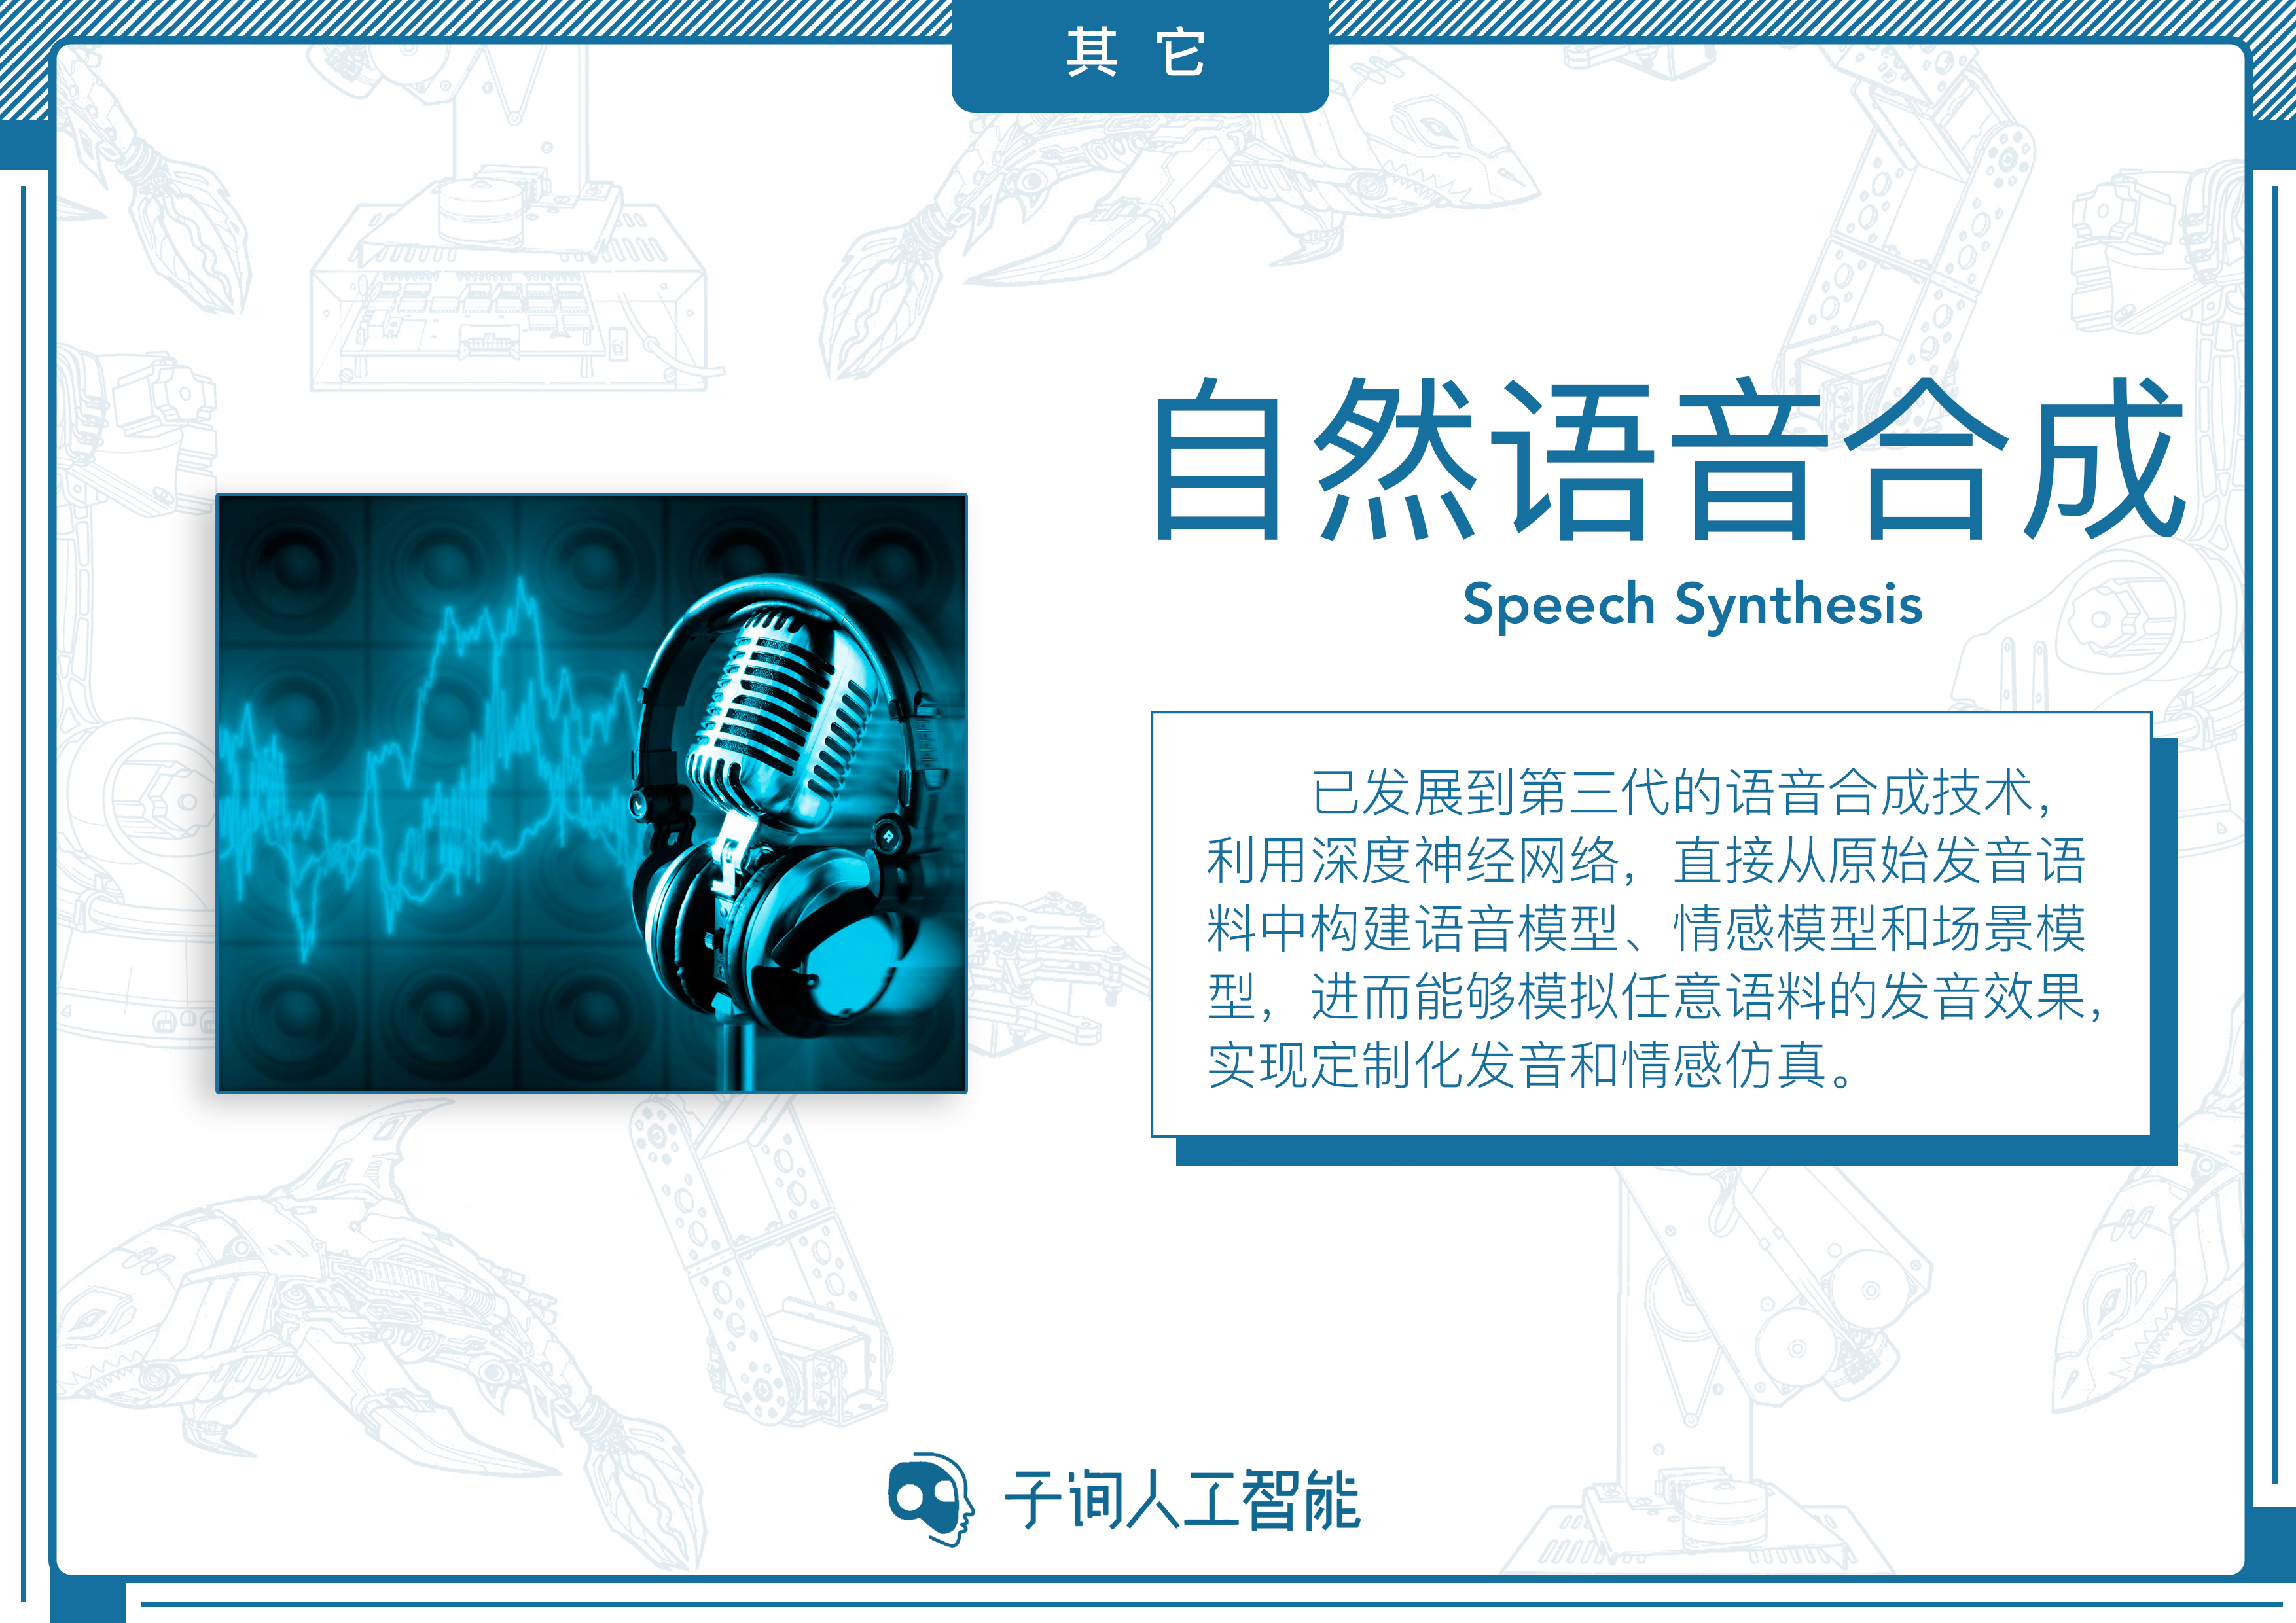 其它
自然语音合成
Speech Synthesis
已发展到第三代的语音合成技术，
利用深度神经网络，直接从原始发音语
料中构建语音模型、情感模型和场景模
型，进而能够模拟任意语料的发音效果，
实现定制化发音和情感仿真。
L
R
子询人工智能